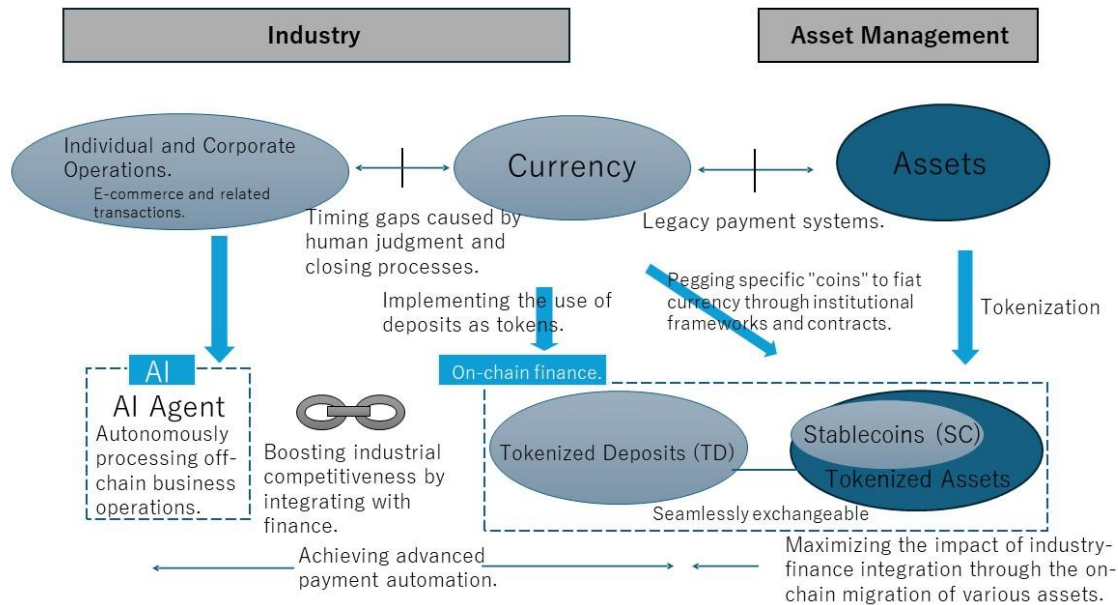 Industry
Asset Management
Individual and Corporate
Operations.
E-commerce and related
transactions.
Currency
Assets
Timing gaps caused by
human judgment and
closing processes.
Legacy payment systems.
Implementing the use of
deposits as tokens.
Pegging specific "coins" to fiat
currency through institutional
frameworks and contracts.
Tokenization
AI
AI Agent
Autonomously
processing off-
chain business
operations.
Boosting industrial
competitiveness by
integrating with
finance.
On-chain finance.
Tokenized Deposits (TD)
Stablecoins (SC)
Tokenized Assets
Seamlessly exchangeable
Achieving advanced
payment automation.
Maximizing the impact of industry-
finance integration through the on-
chain migration of various assets.